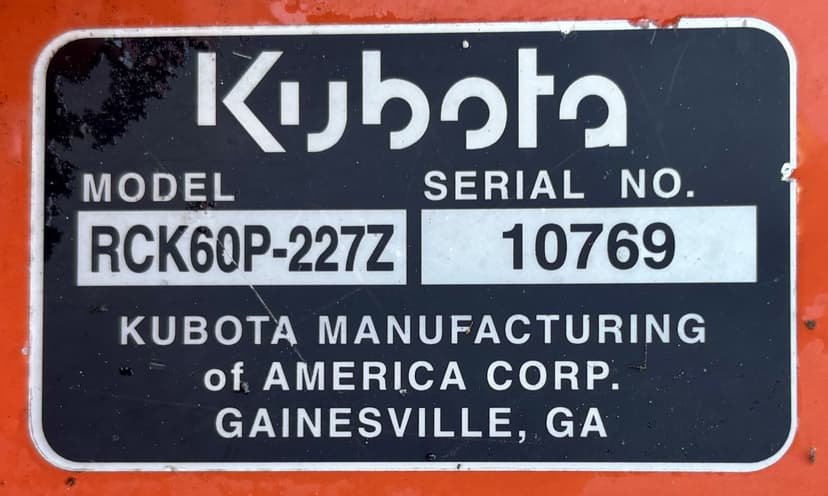 Kubota
MODEL SERIAL NO.
RCK60P-227Z 10769
KUBOTA MANUFACTURING
of AMERICA CORP.
GAINESVILLE, GA